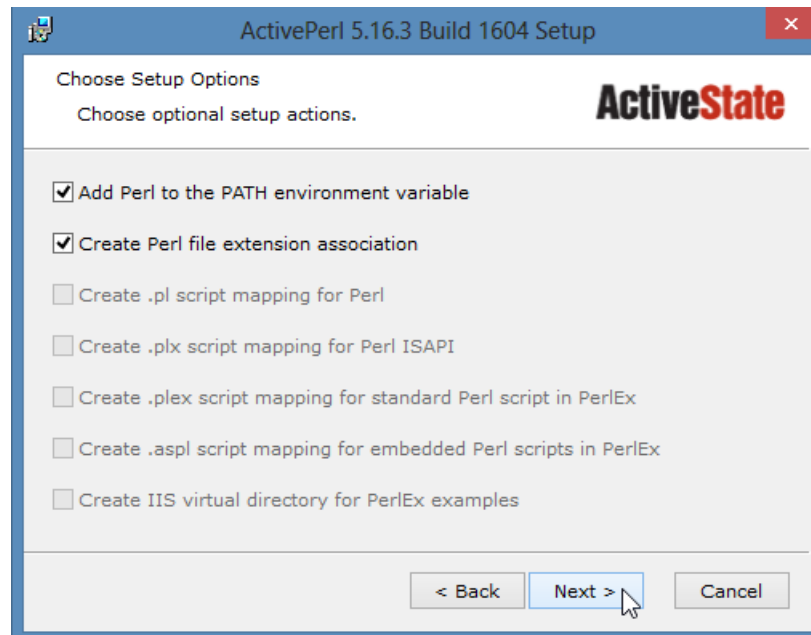 ActivePerl 5.16.3 Build 1604 Setup
Choose Setup Options
Choose optional setup actions.
ActiveState
Add Perl to the PATH environment variable
Create Perl file extension association
Create .pl script mapping for Perl
Create .plx script mapping for Perl ISAPI
Create .plex script mapping for standard Perl script in PerlEx
Create .aspl script mapping for embedded Perl scripts in PerlEx
Create IIS virtual directory for PerlEx examples
< Back Next > Cancel